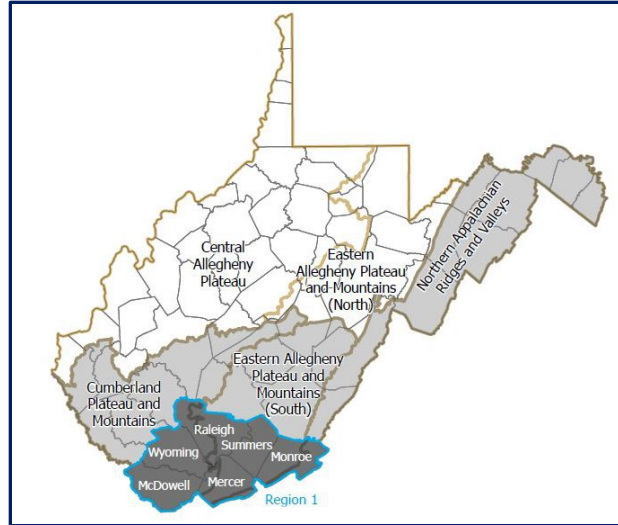 Northern Appalachian
Ridges and Valleys
Central
Allegheny
Plateau
Eastern
Allegheny Plateau
and Mountains
(North)
Eastern Allegheny
Plateau and
Mountains
(South)
Cumberland
Plateau and
Mountains
Raleigh
Summers
Wyoming
Monroe
McDowell
Mercer
Region 1